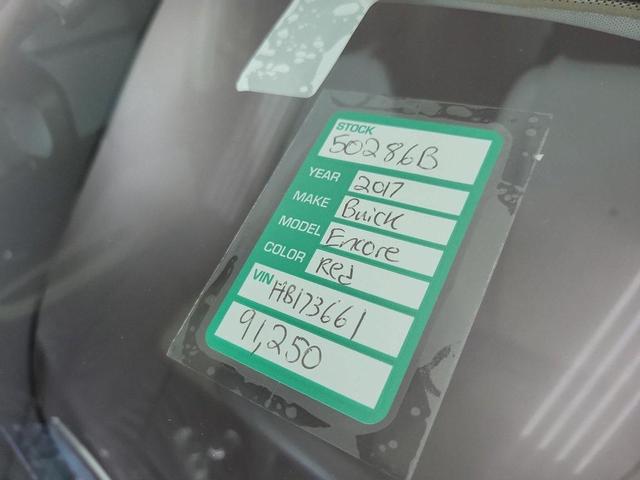 STOCK
50286B
YEAR 2017
MAKE Buick
MODEL Encore
COLOR Red
VIN HB173661
91,250